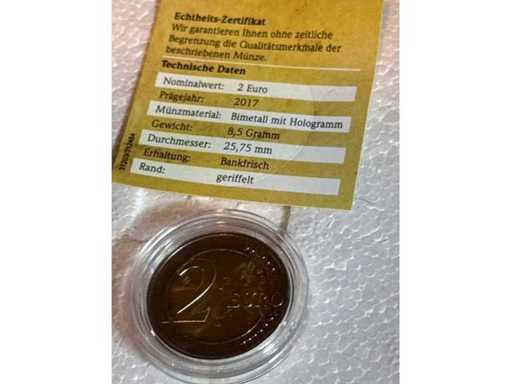 Echtheits-Zertifikat
Wir garantieren Ihnen ohne zeitliche
Begrenzung die Qualitätsmerkmale der
beschriebenen Münze.
Technische Daten
Nominalwert: 2 Euro
Prägejahr: 2017
Münzmaterial: Bimetall mit Hologramm
Gewicht: 8,5 Gramm
Durchmesser: 25,75 mm
Erhaltung: Bankfrisch
Rand: geriffelt
2 EURO